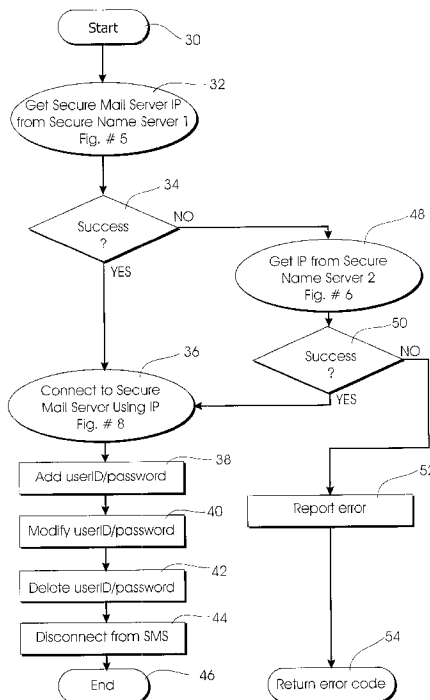 Start
30
32
Get Secure Mail Server IP
from Secure Name Server 1
Fig. # 5
34
Success
?
NO
YES
48
Get IP from Secure
Name Server 2
Fig. # 6
50
Success
?
NO
YES
36
Connect to Secure
Mail Server Using IP
Fig. # 8
38
Add userID/password
40
Modify userID/password
42
Delete userID/password
44
Disconnect from SMS
End
46
52
Report error
54
Return error code